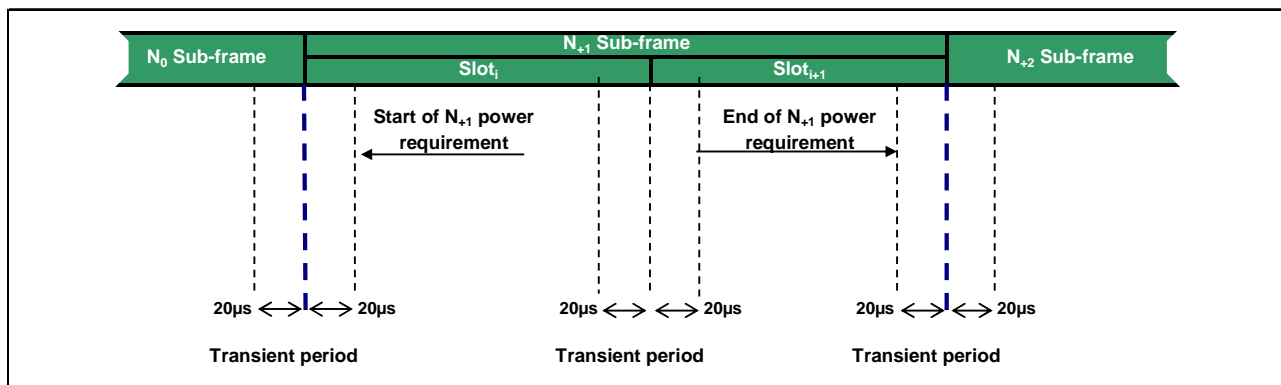 N₀ Sub-frame
N₊₁ Sub-frame
N₊₂ Sub-frame
Slotᵢ
Slotᵢ₊₁
Start of N₊₁ power
requirement
End of N₊₁ power
requirement
20µs
20µs
20µs
20µs
20µs
20µs
Transient period
Transient period
Transient period